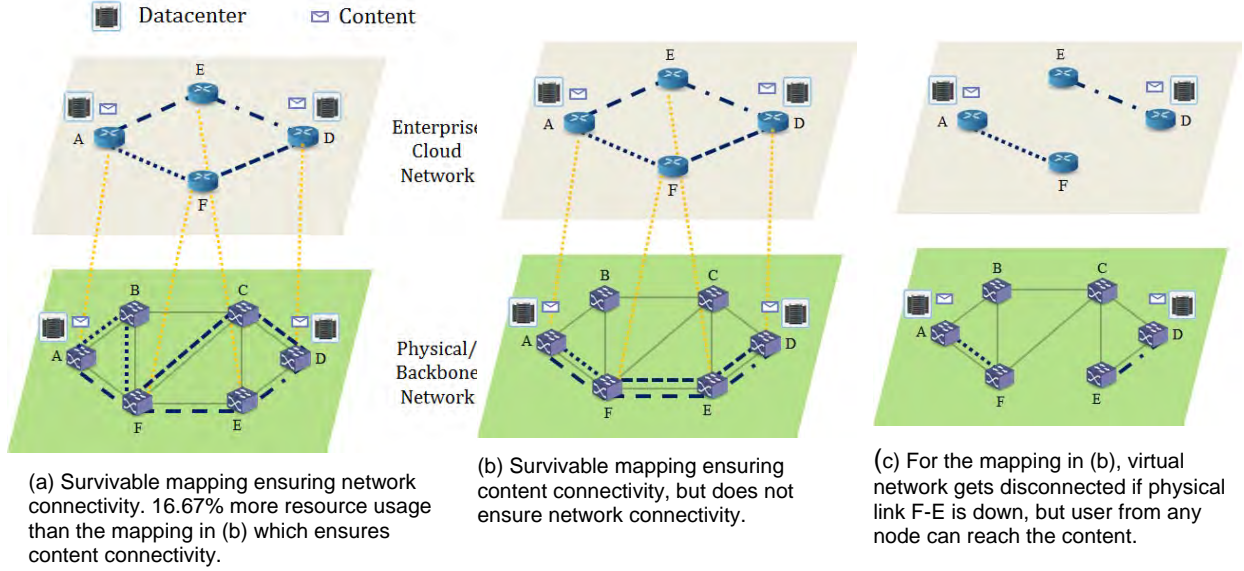 Datacenter
Content
E
A
D
F
Enterprise
Cloud
Network
B
C
A
D
F
E
Physical/
Backbone
Network
(a) Survivable mapping ensuring network
connectivity. 16.67% more resource usage
than the mapping in (b) which ensures
content connectivity.
E
A
D
F
B
C
A
D
F
E
(b) Survivable mapping ensuring
content connectivity, but does not
ensure network connectivity.
E
A
D
F
B
C
A
D
F
E
(c) For the mapping in (b), virtual
network gets disconnected if physical
link F-E is down, but user from any
node can reach the content.